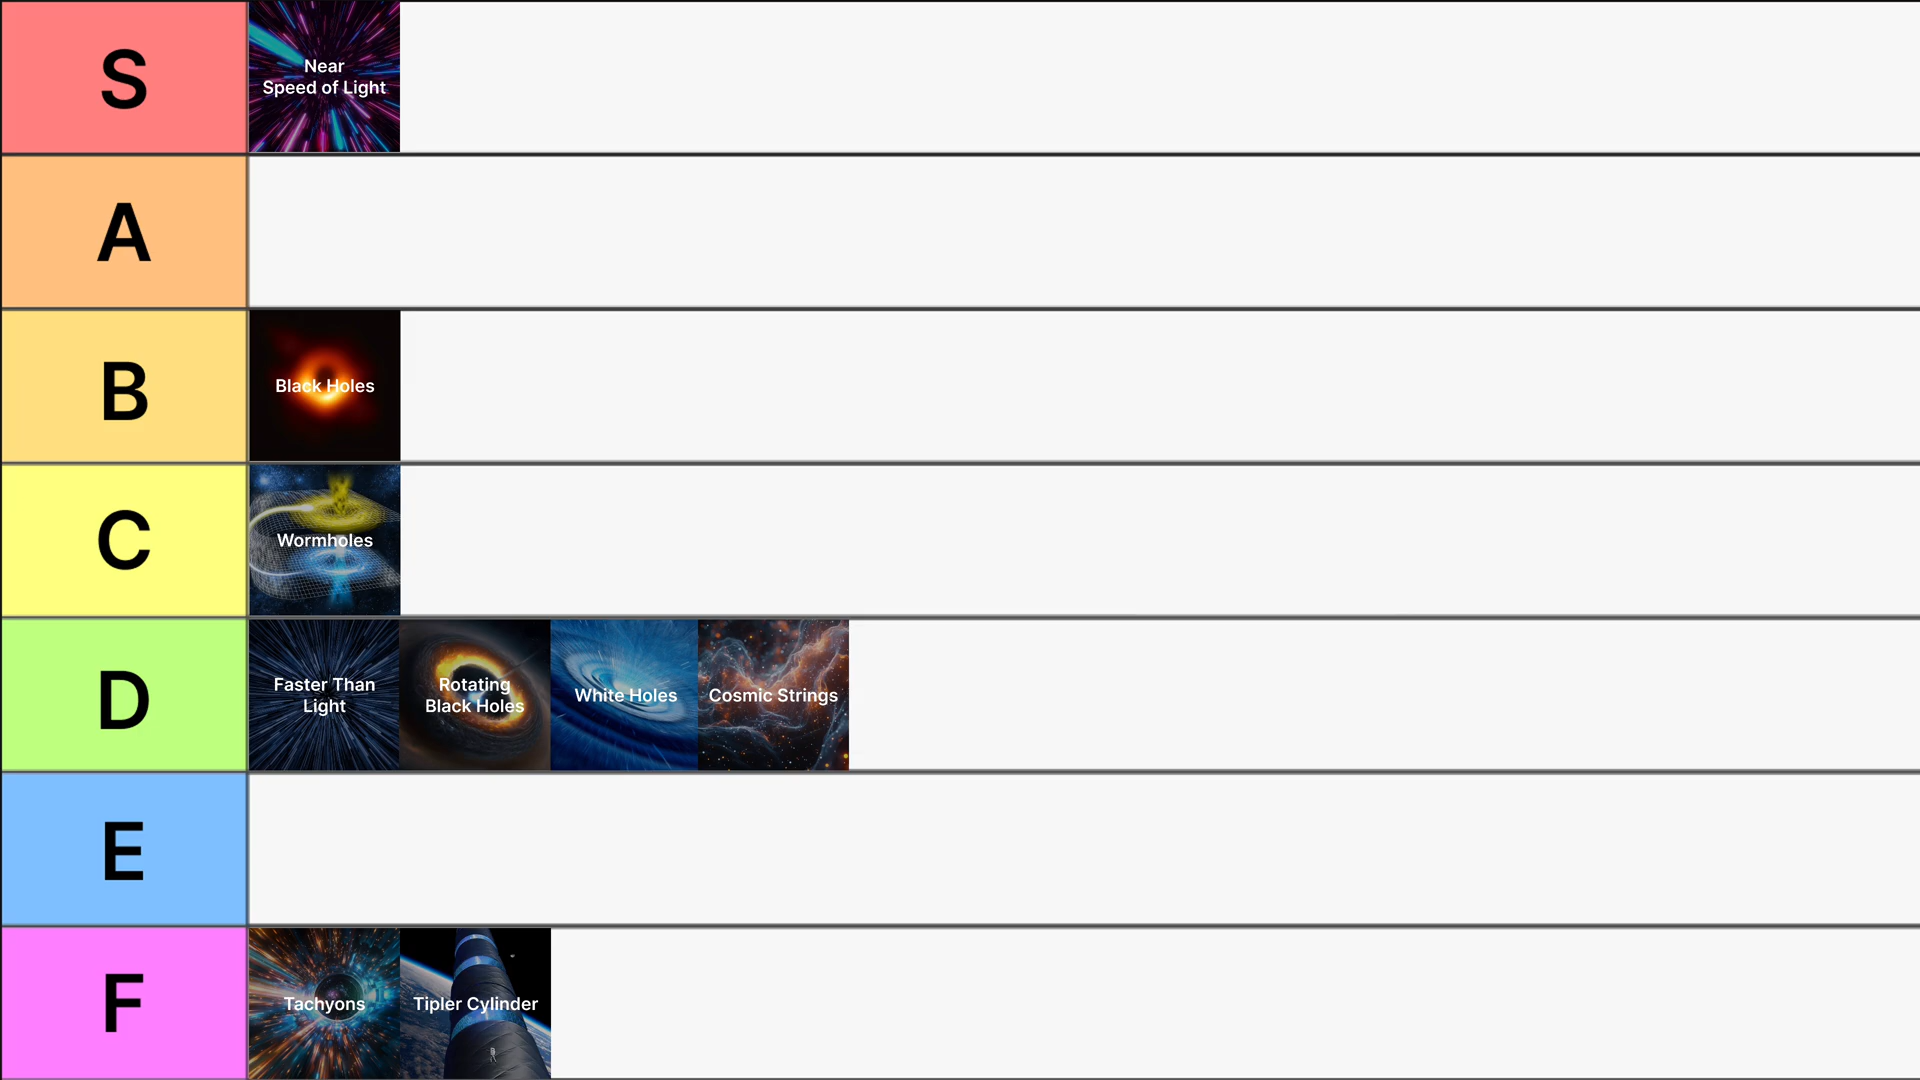 S
Near
Speed of Light
A
B
Black Holes
C
Wormholes
D
Faster Than
Light
Rotating
Black Holes
White Holes
Cosmic Strings
E
F
Tachyons
Tipler Cylinder